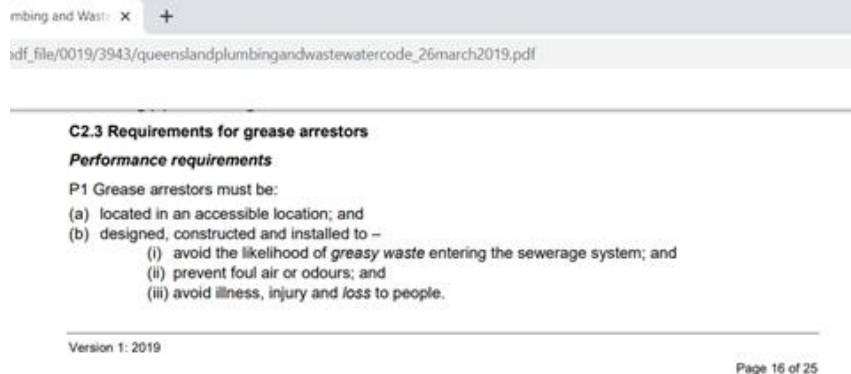 mbing and Wast
df_file/0019/3943/queenslandplumbingandwastewatercode_26march2019.pdf
C2.3 Requirements for grease arrestors
Performance requirements
P1 Grease arrestors must be:
(a) located in an accessible location; and
(b) designed, constructed and installed to –
(i) avoid the likelihood of greasy waste entering the sewerage system; and
(ii) prevent foul air or odours; and
(iii) avoid illness, injury and loss to people.
Version 1: 2019
Page 16 of 25